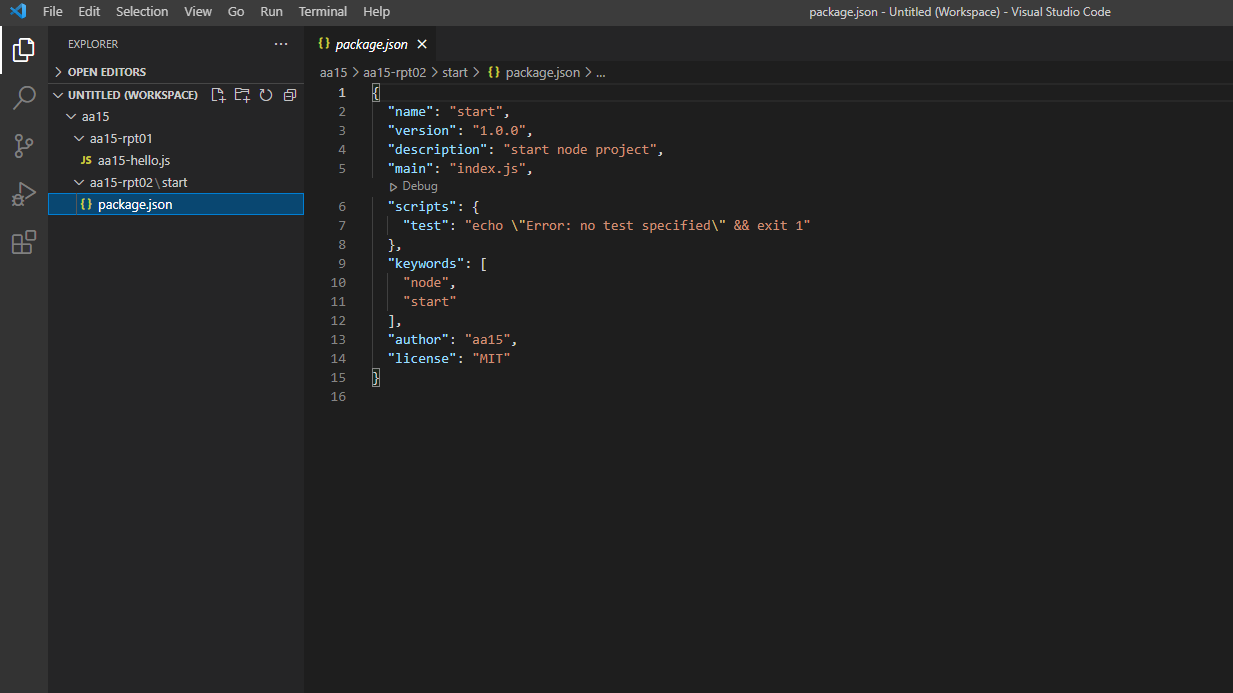 File Edit Selection View Go Run Terminal Help package.json - Untitled (Workspace) - Visual Studio Code
EXPLORER ...
OPEN EDITORS
UNTITLED (WORKSPACE)
aa15
aa15-rpt01
JS aa15-hello.js
aa15-rpt02\start
{} package.json
{} package.json ×
aa15 > aa15-rpt02 > start > {} package.json > ...
1 {
2 "name": "start",
3 "version": "1.0.0",
4 "description": "start node project",
5 "main": "index.js",
Debug
6 "scripts": {
7 "test": "echo \"Error: no test specified\" && exit 1"
8 },
9 "keywords": [
10 "node",
11 "start"
12 ],
13 "author": "aa15",
14 "license": "MIT"
15 }
16